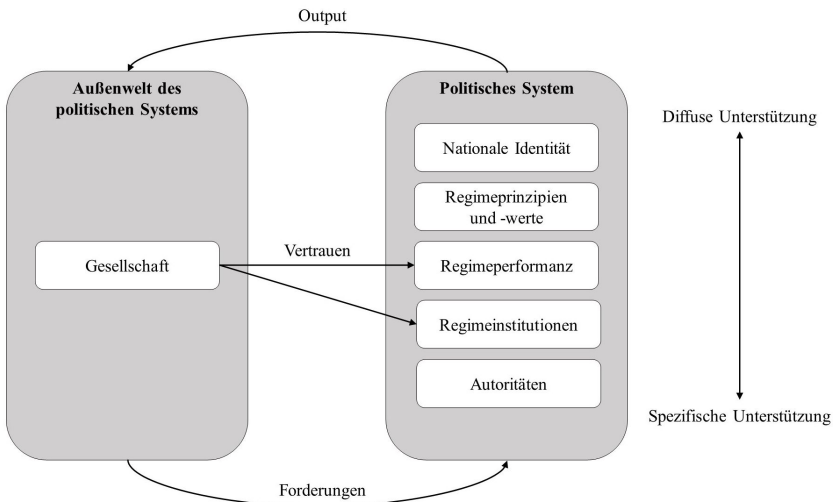 Output
Außenwelt des
politischen Systems
Politisches System
Diffuse Unterstützung
Nationale Identität
Regimeprinzipien
und -werte
Vertrauen
Gesellschaft
Regimeperformanz
Regimeinstitutionen
Autoritäten
Spezifische Unterstützung
Forderungen